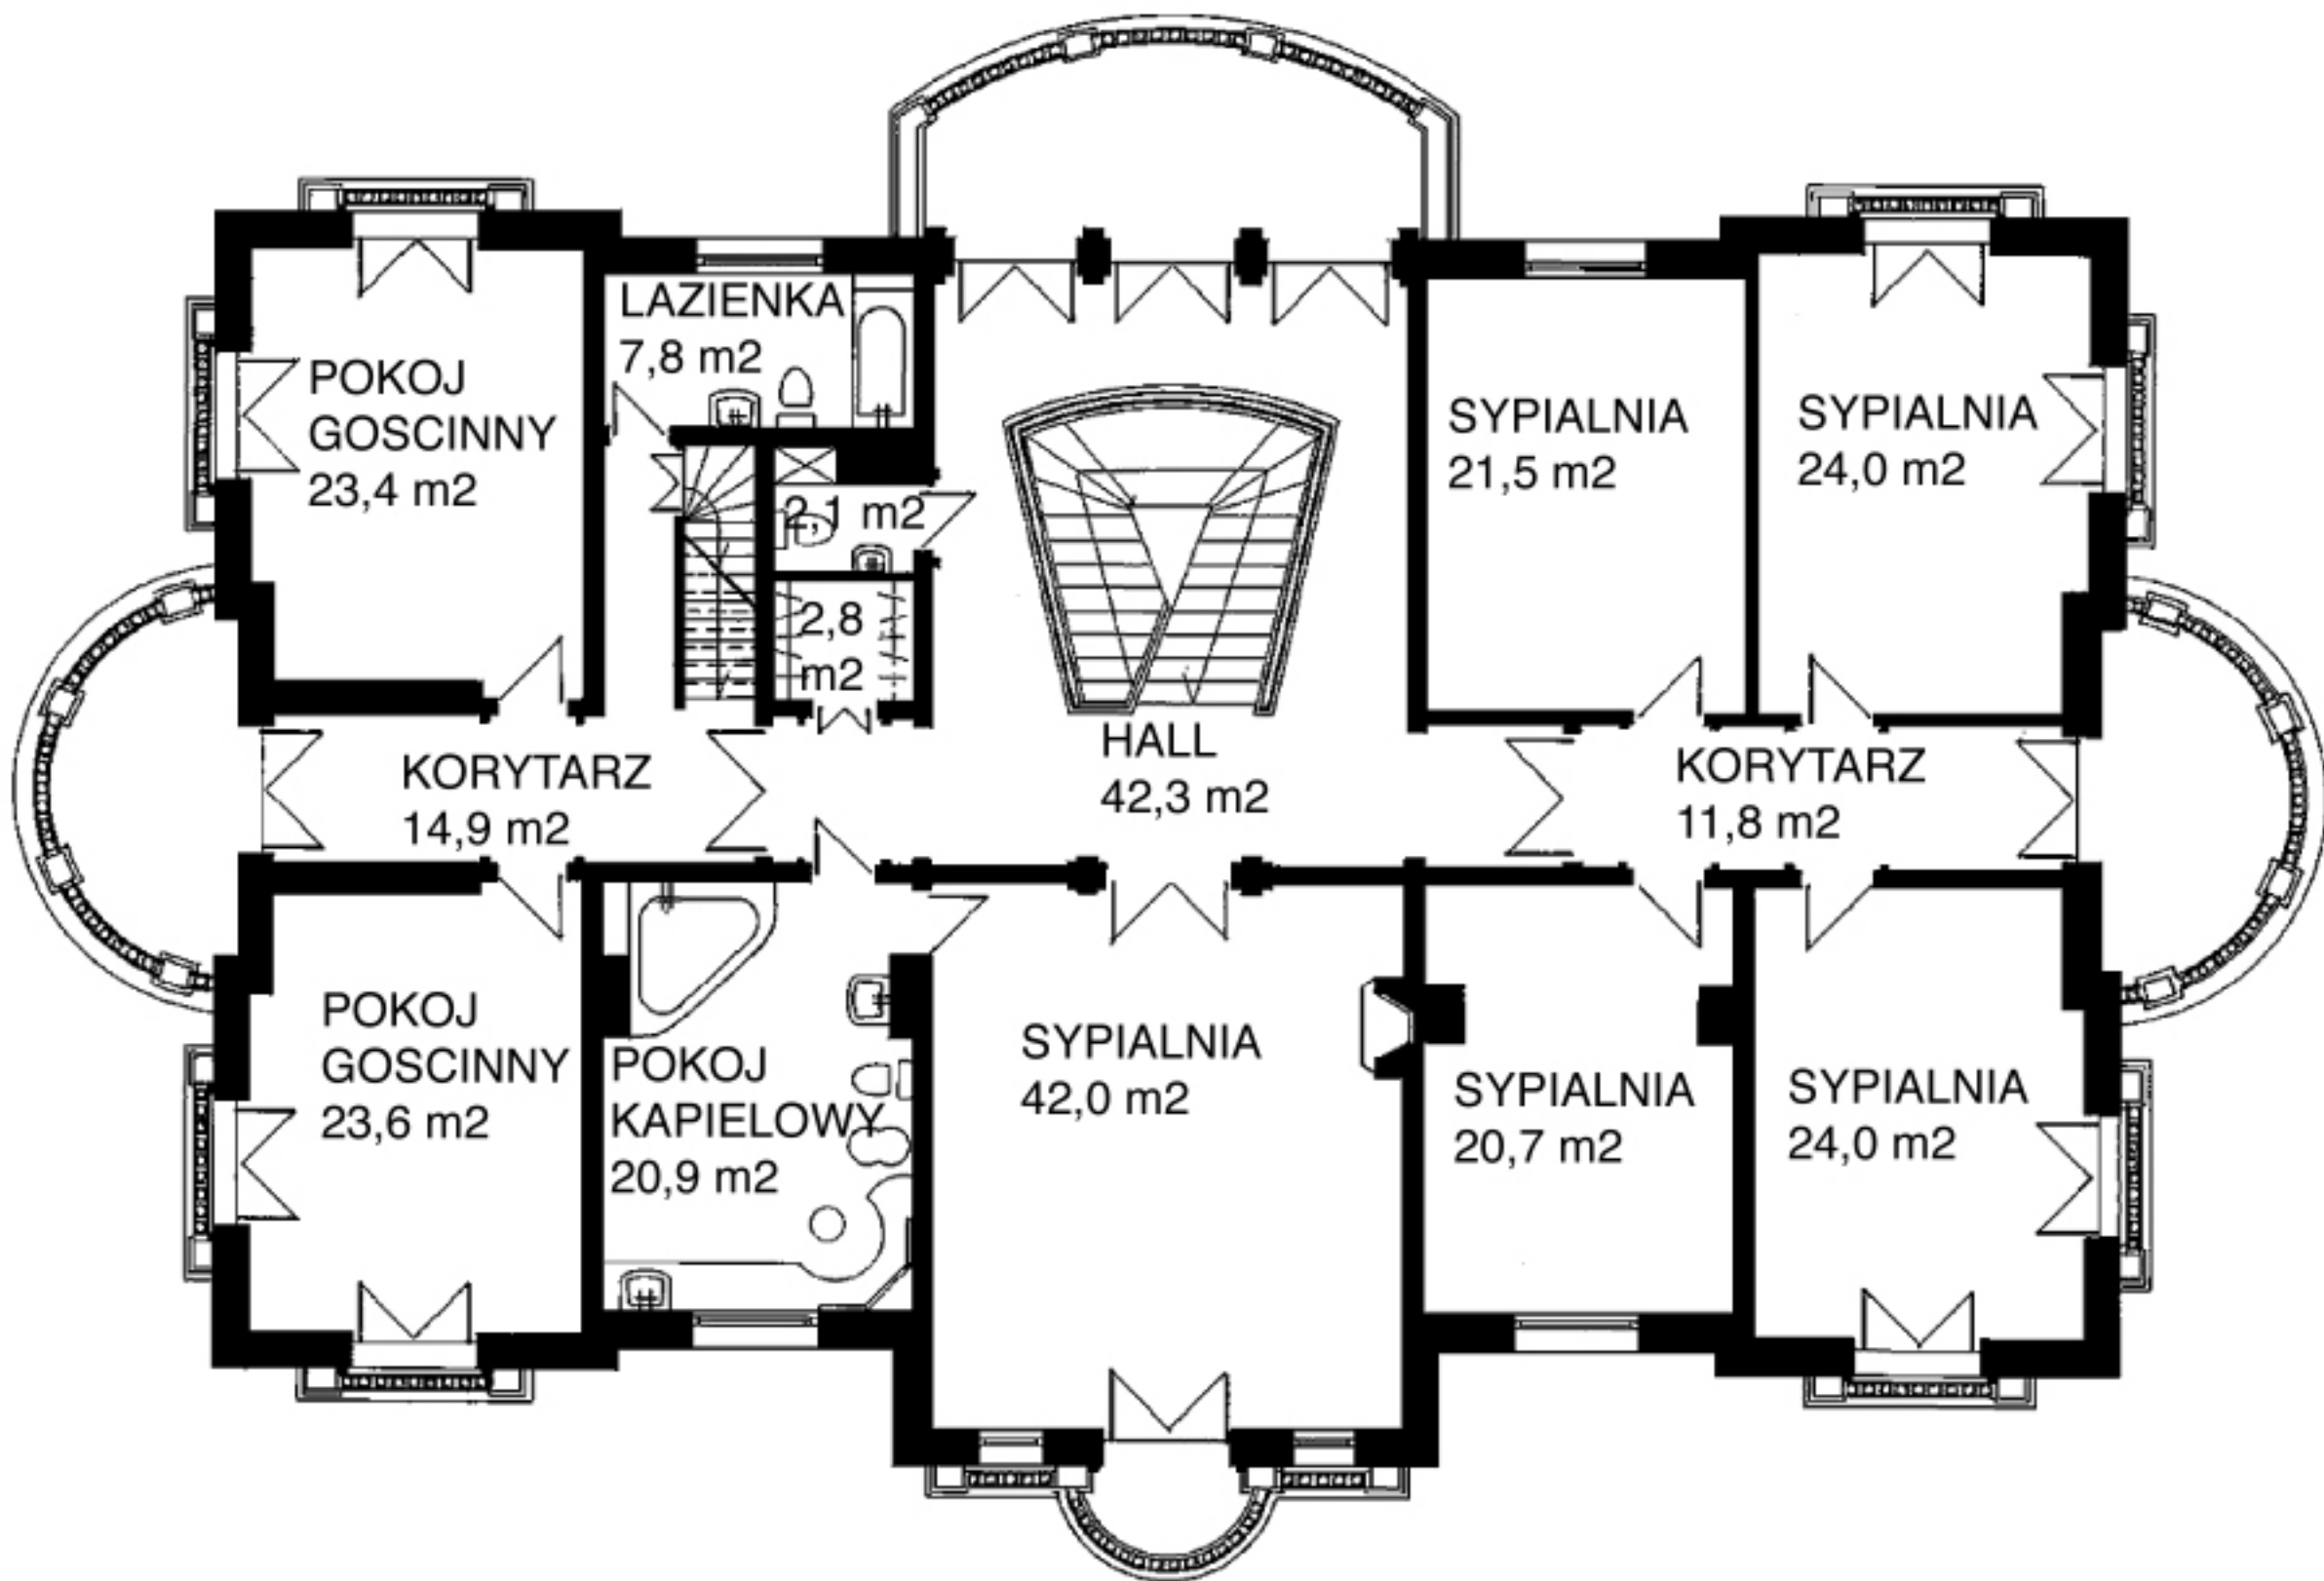 LAZIENKA
7,8 m2
POKOJ
GOSCINNY
23,4 m2
SYPIALNIA
21,5 m2
SYPIALNIA
24,0 m2
2,1 m2
2,8
m2
HALL
42,3 m2
KORYTARZ
14,9 m2
KORYTARZ
11,8 m2
POKOJ
GOSCINNY
23,6 m2
POKOJ
KAPIELOWY
20,9 m2
SYPIALNIA
42,0 m2
SYPIALNIA
20,7 m2
SYPIALNIA
24,0 m2